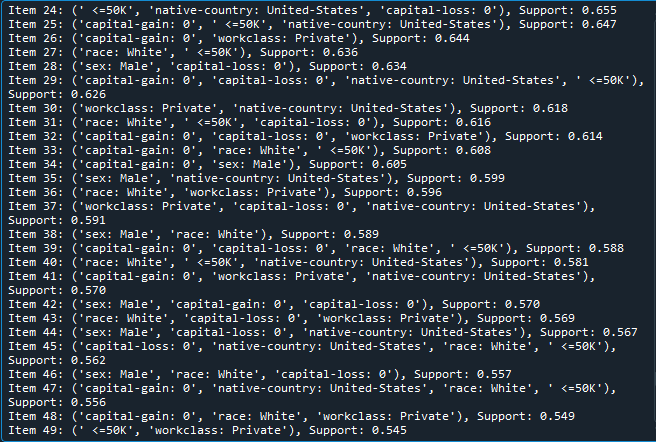 Item 24: (' <=50K', 'native-country: United-States', 'capital-loss: 0'), Support: 0.655
Item 25: ('capital-gain: 0', ' <=50K', 'native-country: United-States'), Support: 0.647
Item 26: ('capital-gain: 0', 'workclass: Private'), Support: 0.644
Item 27: ('race: White', ' <=50K'), Support: 0.636
Item 28: ('sex: Male', 'capital-loss: 0'), Support: 0.634
Item 29: ('capital-gain: 0', 'capital-loss: 0', 'native-country: United-States', ' <=50K'),
Support: 0.626
Item 30: ('workclass: Private', 'native-country: United-States'), Support: 0.618
Item 31: ('race: White', ' <=50K', 'capital-loss: 0'), Support: 0.616
Item 32: ('capital-gain: 0', 'capital-loss: 0', 'workclass: Private'), Support: 0.614
Item 33: ('capital-gain: 0', 'race: White', ' <=50K'), Support: 0.608
Item 34: ('capital-gain: 0', 'sex: Male'), Support: 0.605
Item 35: ('sex: Male', 'native-country: United-States'), Support: 0.599
Item 36: ('race: White', 'workclass: Private'), Support: 0.596
Item 37: ('workclass: Private', 'capital-loss: 0', 'native-country: United-States'),
Support: 0.591
Item 38: ('sex: Male', 'race: White'), Support: 0.589
Item 39: ('capital-gain: 0', 'capital-loss: 0', 'race: White', ' <=50K'), Support: 0.588
Item 40: ('race: White', ' <=50K', 'native-country: United-States'), Support: 0.581
Item 41: ('capital-gain: 0', 'workclass: Private', 'native-country: United-States'),
Support: 0.570
Item 42: ('sex: Male', 'capital-gain: 0', 'capital-loss: 0'), Support: 0.570
Item 43: ('race: White', 'capital-loss: 0', 'workclass: Private'), Support: 0.569
Item 44: ('sex: Male', 'capital-loss: 0', 'native-country: United-States'), Support: 0.567
Item 45: ('capital-loss: 0', 'native-country: United-States', 'race: White', ' <=50K'),
Support: 0.562
Item 46: ('sex: Male', 'race: White', 'capital-loss: 0'), Support: 0.557
Item 47: ('capital-gain: 0', 'native-country: United-States', 'race: White', ' <=50K'),
Support: 0.556
Item 48: ('capital-gain: 0', 'race: White', 'workclass: Private'), Support: 0.549
Item 49: (' <=50K', 'workclass: Private'), Support: 0.545